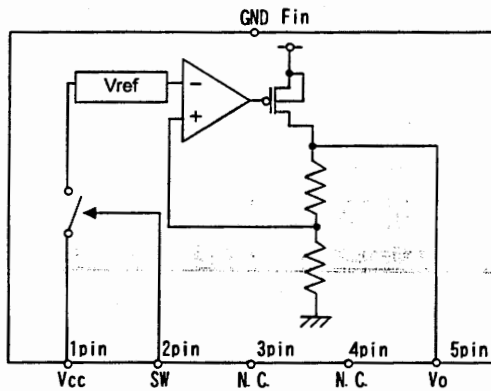 GND Fin
Vref
−
+
1pin 2pin 3pin 4pin 5pin
Vcc SW N.C. N.C. Vo